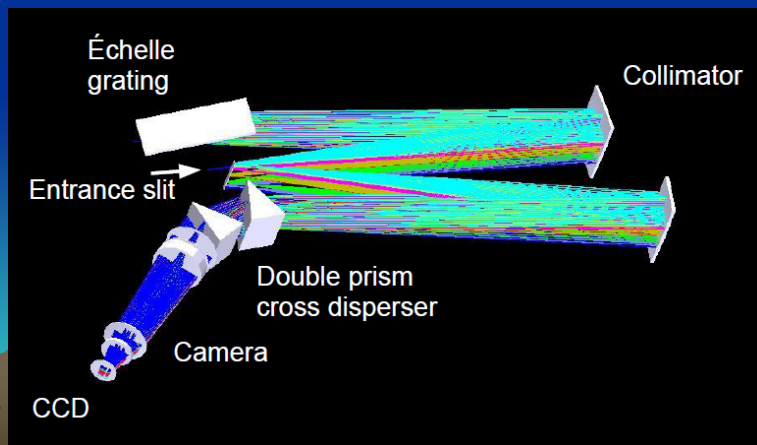 Échelle
grating
Collimator
Entrance slit
Double prism
cross disperser
Camera
CCD